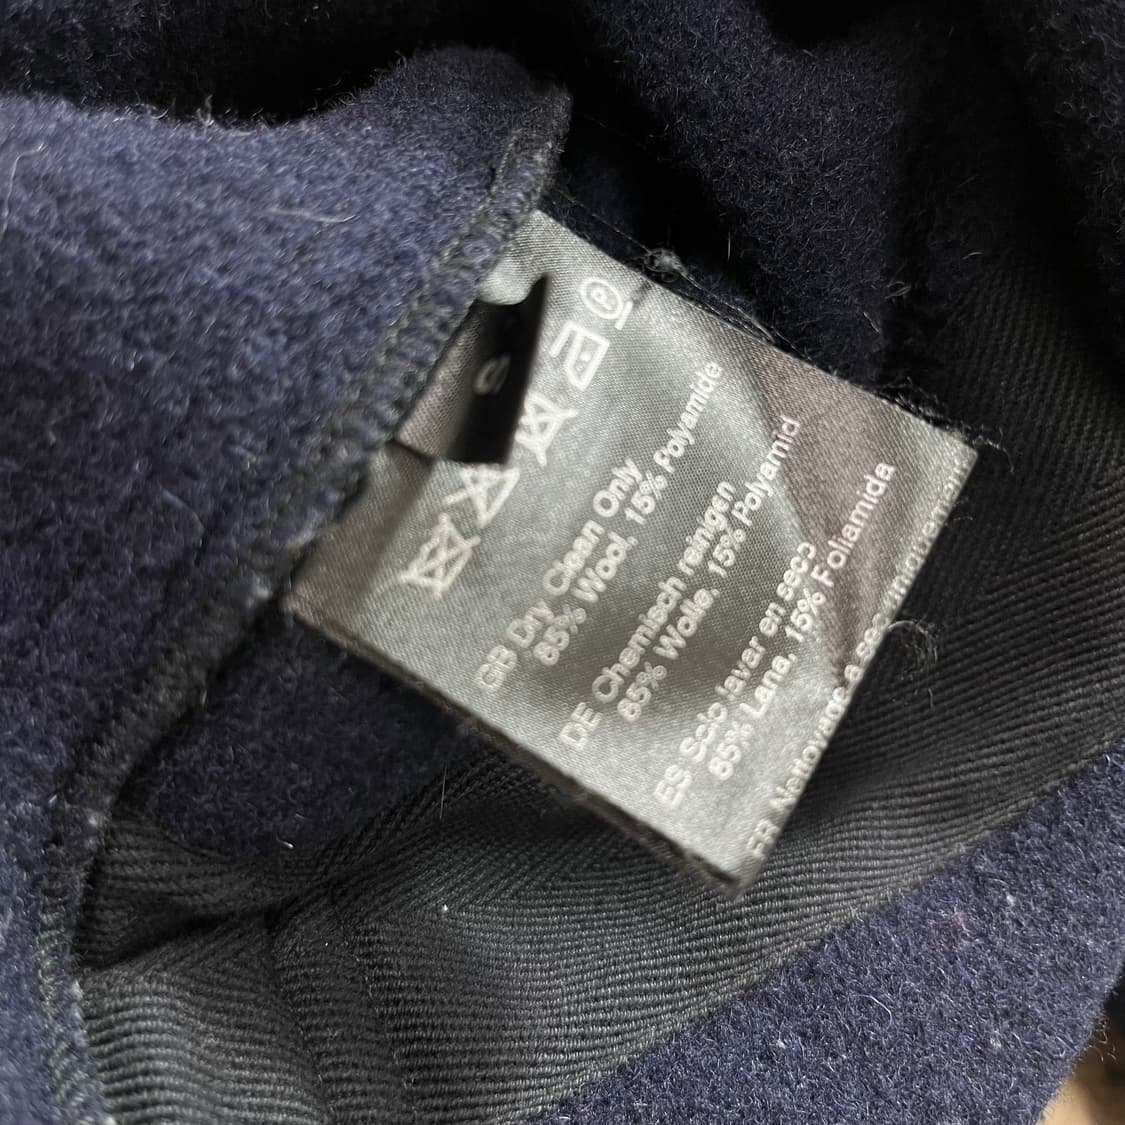 S
P
GB Dry Clean Only
85% Wool, 15% Polyamide
DE Chemisch reinigen
85% Wolle, 15% Polyamid
ES Solo lavar en seco
85% Lana, 15% Poliamida
FR Nettoyage a sec